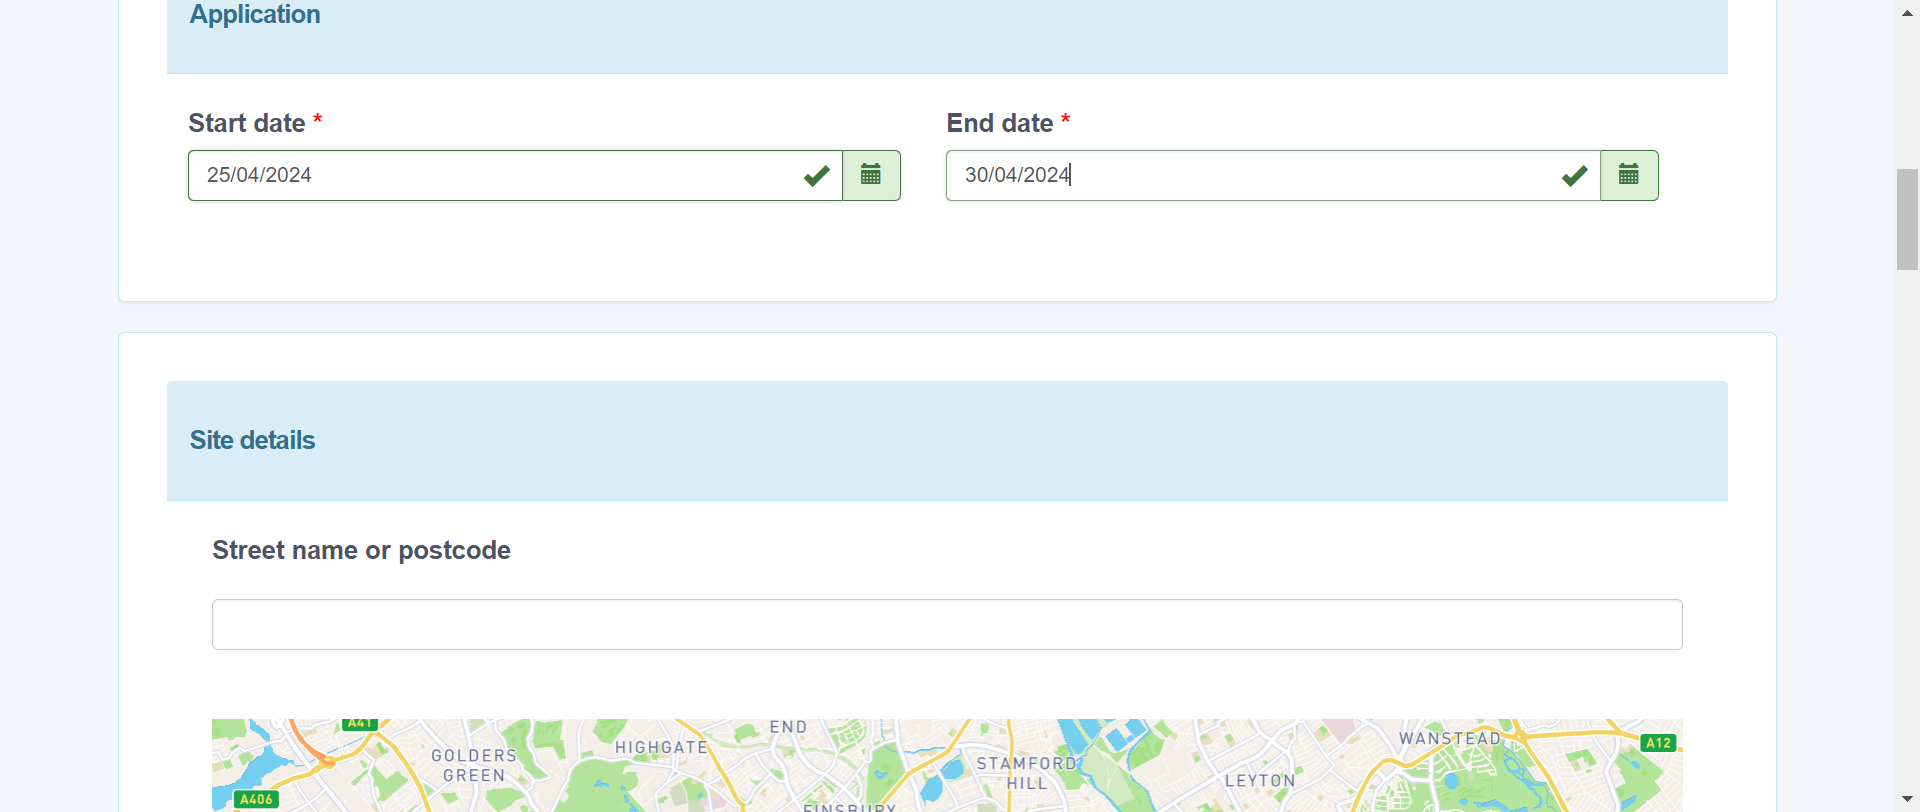 Application
Start date *
End date *
25/04/2024
30/04/2024
Site details
Street name or postcode
A41
END
GOLDERS
GREEN
HIGHGATE
STAMFORD
HILL
WANSTEAD
A12
LEYTON
A406
FINSBURY